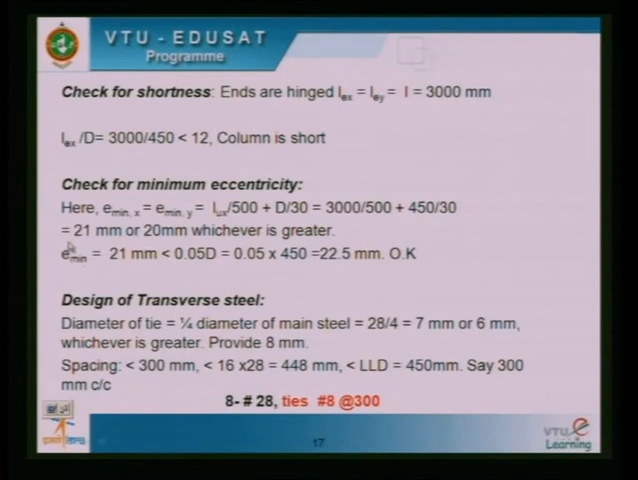 VTU - EDUSAT
Programme
Check for shortness: Ends are hinged lex = ley = l = 3000 mm
lex /D= 3000/450 < 12, Column is short
Check for minimum eccentricity:
Here, emin, x = emin, y = lux/500 + D/30 = 3000/500 + 450/30
= 21 mm or 20mm whichever is greater.
emin = 21 mm < 0.05D = 0.05 x 450 =22.5 mm. O.K
Design of Transverse steel:
Diameter of tie = ¼ diameter of main steel = 28/4 = 7 mm or 6 mm,
whichever is greater. Provide 8 mm.
Spacing: < 300 mm, < 16 x28 = 448 mm, < LLD = 450mm. Say 300
mm c/c
8- # 28, ties #8 @300
17
VTU e
Learning